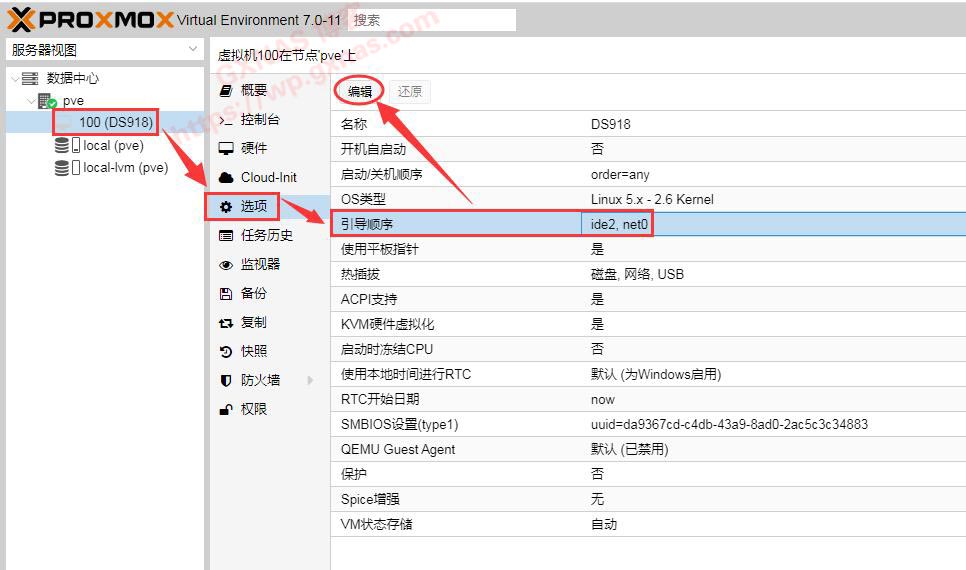 PROXMOX Virtual Environment 7.0-11 搜索
服务器视图
数据中心
pve
100 (DS918)
local (pve)
local-lvm (pve)
虚拟机100在节点'pve'上
概要
控制台
硬件
Cloud-Init
选项
任务历史
监视器
备份
复制
快照
防火墙
权限
编辑 还原
名称 DS918
开机自启动 否
启动/关机顺序 order=any
OS类型 Linux 5.x - 2.6 Kernel
引导顺序 ide2, net0
使用平板指针 是
热插拔 磁盘, 网络, USB
ACPI支持 是
KVM硬件虚拟化 是
启动时冻结CPU 否
使用本地时间进行RTC 默认 (为Windows启用)
RTC开始日期 now
SMBIOS设置(type1) uuid=da9367cd-c4db-43a9-8ad0-2ac5c3c34883
QEMU Guest Agent 默认 (已禁用)
保护 否
Spice增强 无
VM状态存储 自动
GXNAS 博客
https://wp.gxnas.com